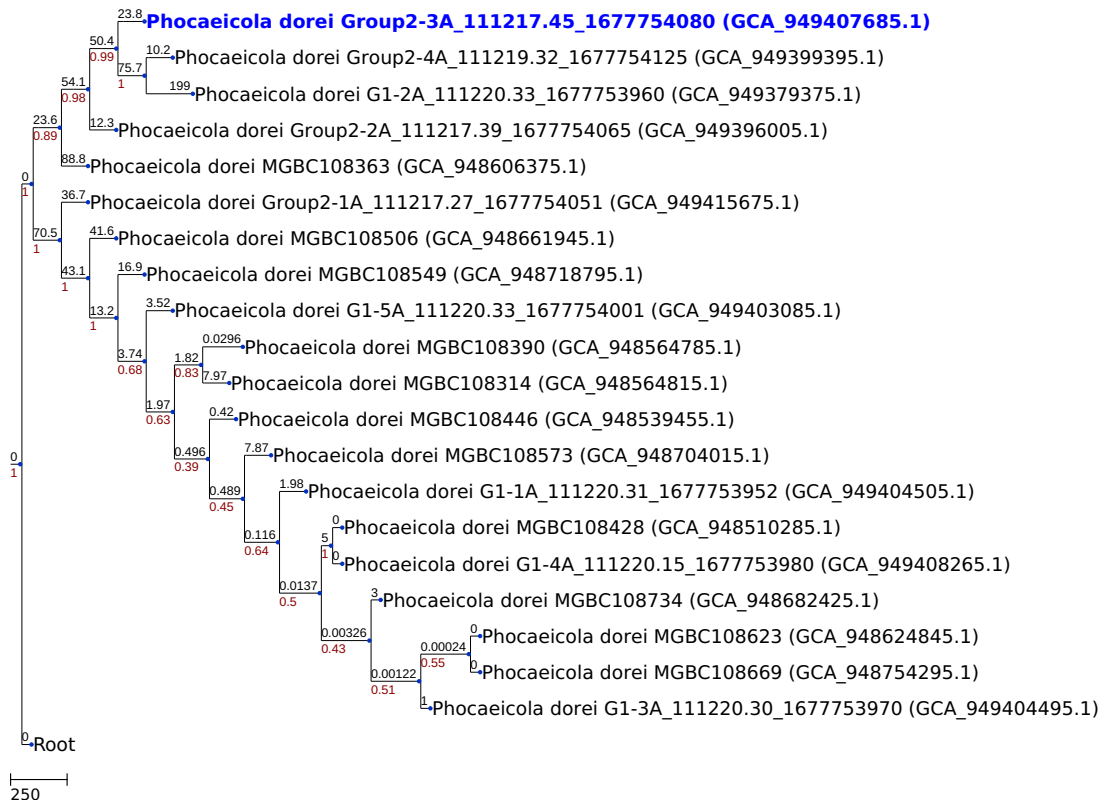 23.8
Phocaeicola dorei Group2-3A_111217.45_1677754080 (GCA_949407685.1)
50.4
0.99
10.2
Phocaeicola dorei Group2-4A_111219.32_1677754125 (GCA_949399395.1)
75.7
1
199
Phocaeicola dorei G1-2A_111220.33_1677753960 (GCA_949379375.1)
54.1
0.98
12.3
Phocaeicola dorei Group2-2A_111217.39_1677754065 (GCA_949396005.1)
23.6
0.89
88.8
Phocaeicola dorei MGBC108363 (GCA_948606375.1)
0
1
36.7
Phocaeicola dorei Group2-1A_111217.27_1677754051 (GCA_949415675.1)
70.5
1
41.6
Phocaeicola dorei MGBC108506 (GCA_948661945.1)
43.1
1
16.9
Phocaeicola dorei MGBC108549 (GCA_948718795.1)
13.2
1
3.52
Phocaeicola dorei G1-5A_111220.33_1677754001 (GCA_949403085.1)
3.74
0.68
0.0296
Phocaeicola dorei MGBC108390 (GCA_948564785.1)
1.82
0.83
7.97
Phocaeicola dorei MGBC108314 (GCA_948564815.1)
1.97
0.63
0.42
Phocaeicola dorei MGBC108446 (GCA_948539455.1)
0.496
0.39
7.87
Phocaeicola dorei MGBC108573 (GCA_948704015.1)
0
1
0.489
0.45
1.98
Phocaeicola dorei G1-1A_111220.31_1677753952 (GCA_949404505.1)
0.116
0.64
0
Phocaeicola dorei MGBC108428 (GCA_948510285.1)
5
1
0
Phocaeicola dorei G1-4A_111220.15_1677753980 (GCA_949408265.1)
0.0137
0.5
3
Phocaeicola dorei MGBC108734 (GCA_948682425.1)
0.00326
0.43
0
Phocaeicola dorei MGBC108623 (GCA_948624845.1)
0.00024
0.55
0
Phocaeicola dorei MGBC108669 (GCA_948754295.1)
0.00122
0.51
1
Phocaeicola dorei G1-3A_111220.30_1677753970 (GCA_949404495.1)
0
Root
250